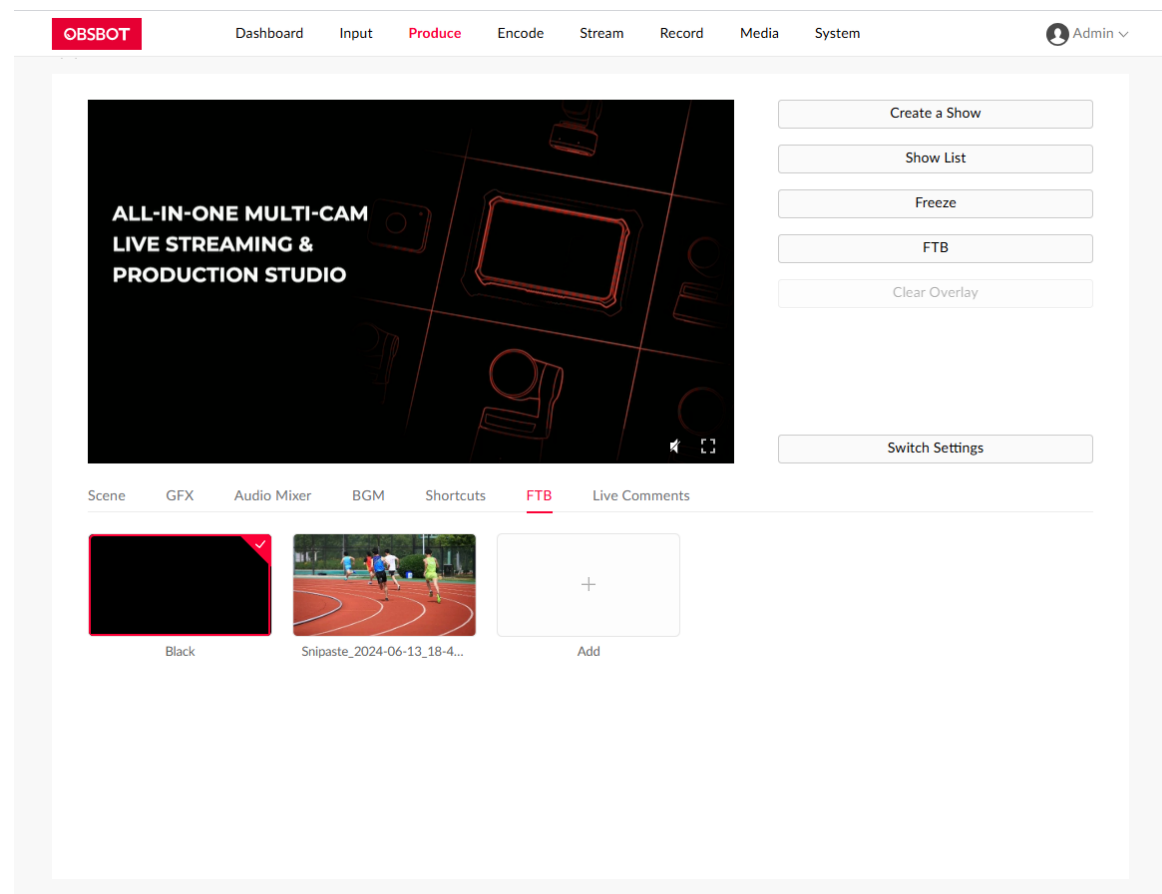 OBSBOT
Dashboard
Input
Produce
Encode
Stream
Record
Media
System
Admin
ALL-IN-ONE MULTI-CAM
LIVE STREAMING &
PRODUCTION STUDIO
Create a Show
Show List
Freeze
FTB
Clear Overlay
Switch Settings
Scene
GFX
Audio Mixer
BGM
Shortcuts
FTB
Live Comments
Black
Snipaste_2024-06-13_18-4...
Add